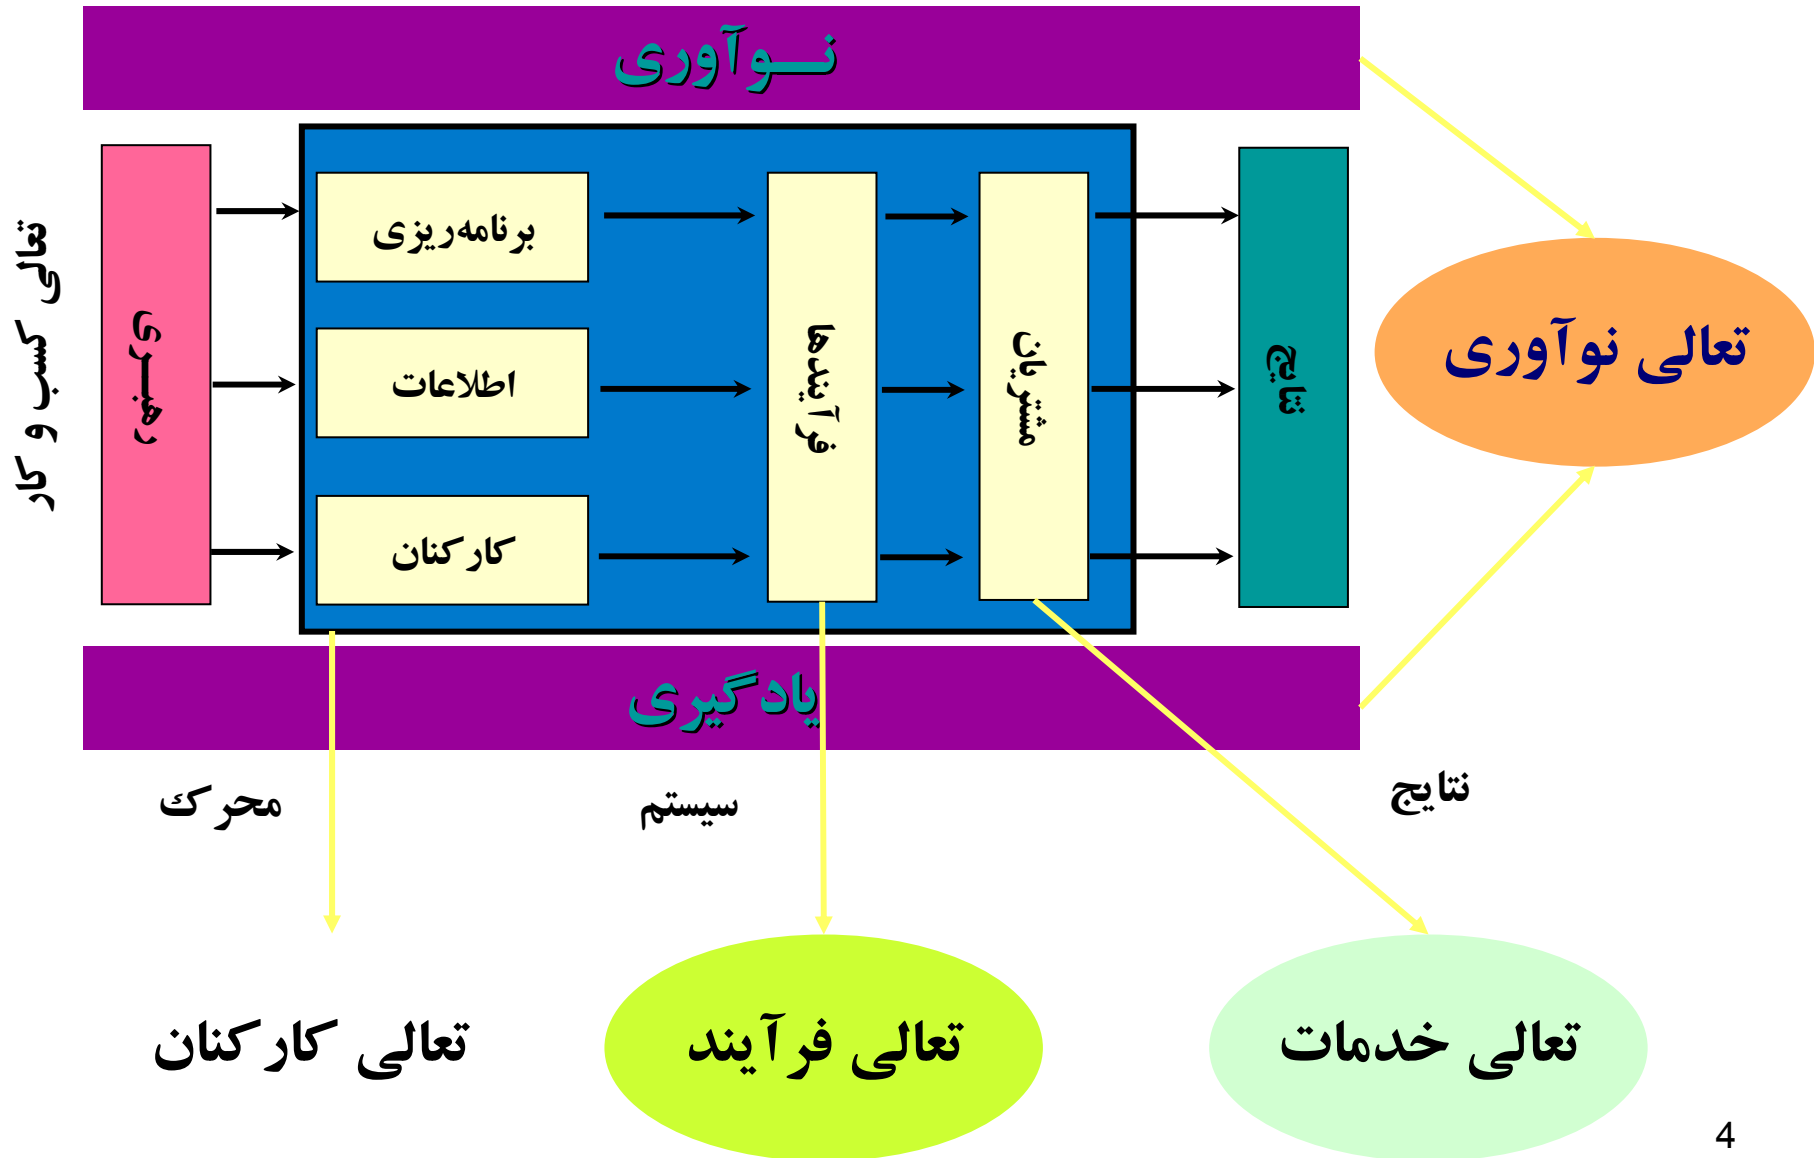 نـــوآوری
تعالی کسب و کار
رهبــری
برنامه‌ریزی
اطلاعات
کارکنان
فرآیندها
مشتریان
نتایج
تعالی نوآوری
یادگیری
محرک
سیستم
نتایج
تعالی کارکنان
تعالی فرآیند
تعالی خدمات
4